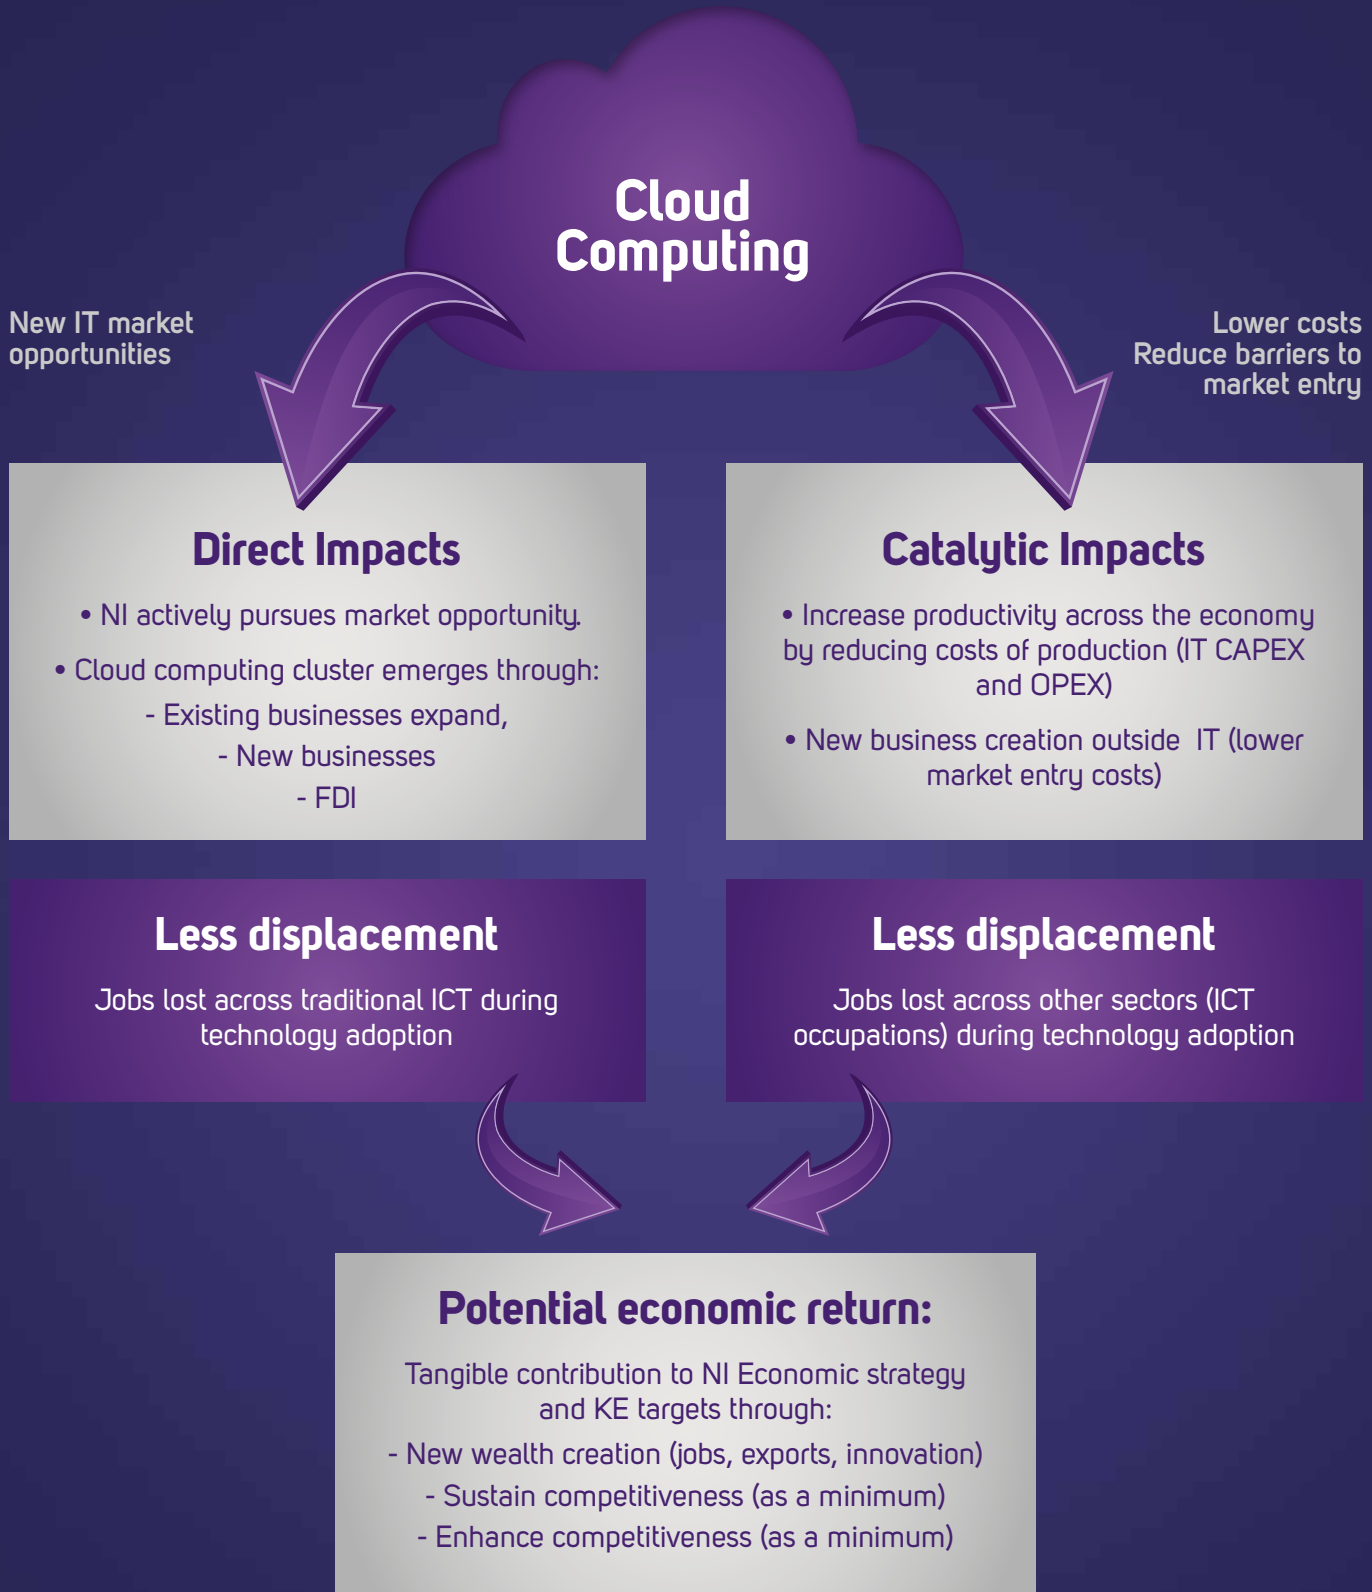 Cloud
Computing
New IT market
opportunities
Lower costs
Reduce barriers to
market entry
Direct Impacts
• NI actively pursues market opportunity.
• Cloud computing cluster emerges through:
- Existing businesses expand,
- New businesses
- FDI
Catalytic Impacts
• Increase productivity across the economy
by reducing costs of production (IT CAPEX
and OPEX)
• New business creation outside IT (lower
market entry costs)
Less displacement
Jobs lost across traditional ICT during
technology adoption
Less displacement
Jobs lost across other sectors (ICT
occupations) during technology adoption
Potential economic return:
Tangible contribution to NI Economic strategy
and KE targets through:
- New wealth creation (jobs, exports, innovation)
- Sustain competitiveness (as a minimum)
- Enhance competitiveness (as a minimum)